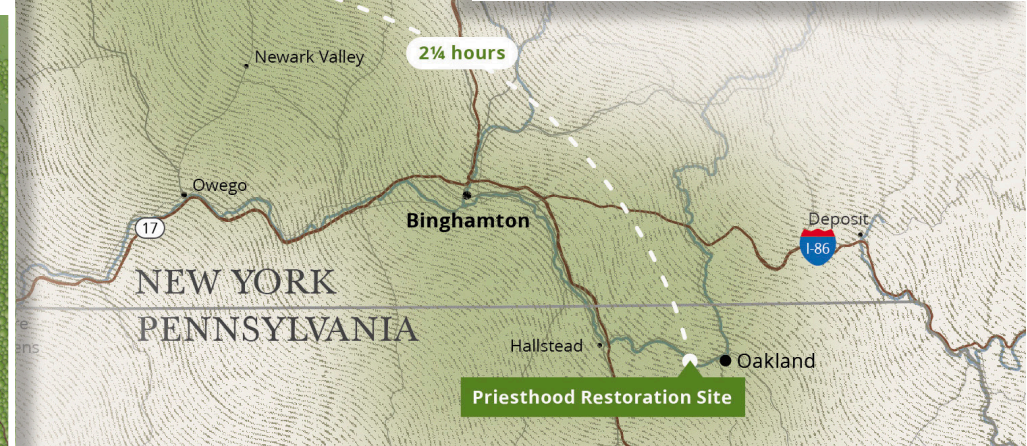 2¼ hours
Newark Valley
Owego
Binghamton
17
Deposit
I-86
NEW YORK
PENNSYLVANIA
Hallstead
Oakland
Priesthood Restoration Site